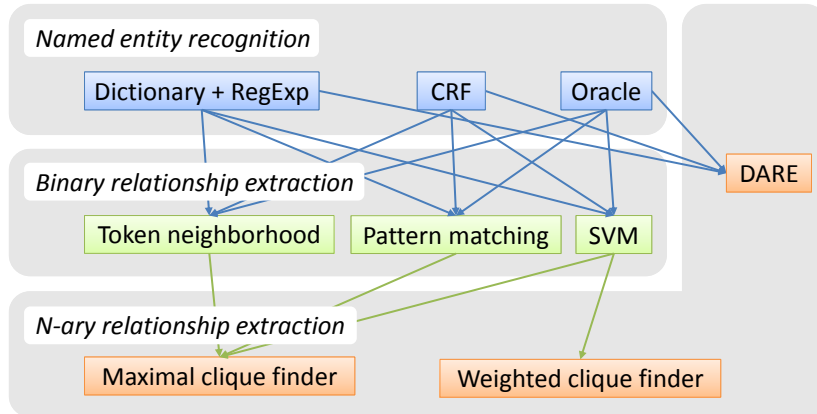 Named entity recognition
Dictionary + RegExp
CRF
Oracle
DARE
Binary relationship extraction
Token neighborhood
Pattern matching
SVM
N-ary relationship extraction
Maximal clique finder
Weighted clique finder